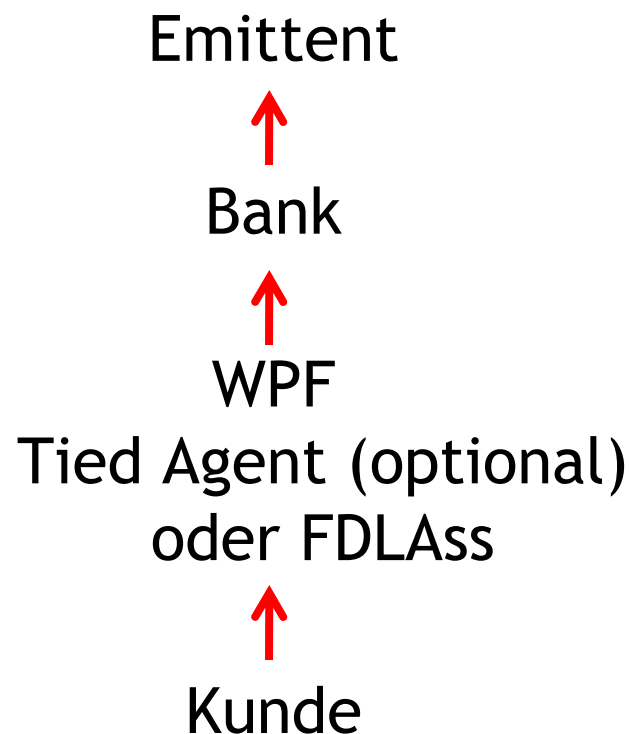 Emittent
Bank
WPF
Tied Agent (optional)
oder FDLAss
Kunde